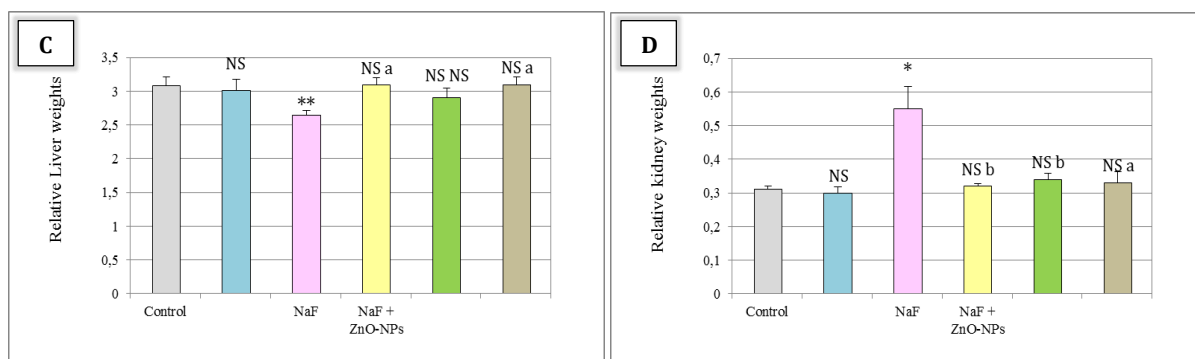 C
3,5
3
2,5
2
1,5
1
0,5
0
Relative Liver weights
NS
**
NS a
NS NS
NS a
Control
NaF
NaF +
ZnO-NPs
D
0,7
0,6
0,5
0,4
0,3
0,2
0,1
0,0
Relative kidney weights
NS
*
NS b
NS b
NS a
Control
NaF
NaF +
ZnO-NPs